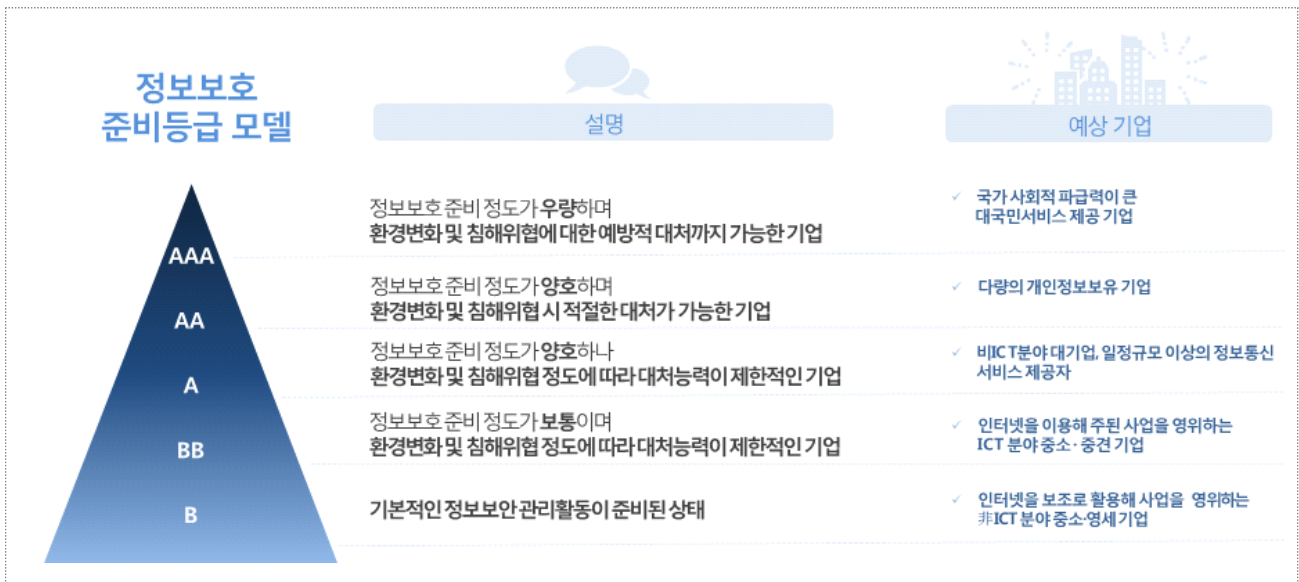 정보보호
준비등급 모델
설명
예상 기업
AAA
정보보호 준비 정도가 우량하며
환경변화 및 침해위협에 대한 예방적 대처까지 가능한 기업
국가 사회적 파급력이 큰
대국민서비스 제공 기업
AA
정보보호 준비 정도가 양호하며
환경변화 및 침해위협 시 적절한 대처가 가능한 기업
다량의 개인정보보유 기업
A
정보보호 준비 정도가 양호하나
환경변화 및 침해위협 정도에 따라 대처능력이 제한적인 기업
비ICT분야 대기업, 일정규모 이상의 정보통신
서비스 제공자
BB
정보보호 준비 정도가 보통이며
환경변화 및 침해위협 정도에 따라 대처능력이 제한적인 기업
인터넷을 이용해 주된 사업을 영위하는
ICT 분야 중소·중견 기업
B
기본적인 정보보안 관리활동이 준비된 상태
인터넷을 보조로 활용해 사업을 영위하는
非ICT 분야 중소·영세 기업